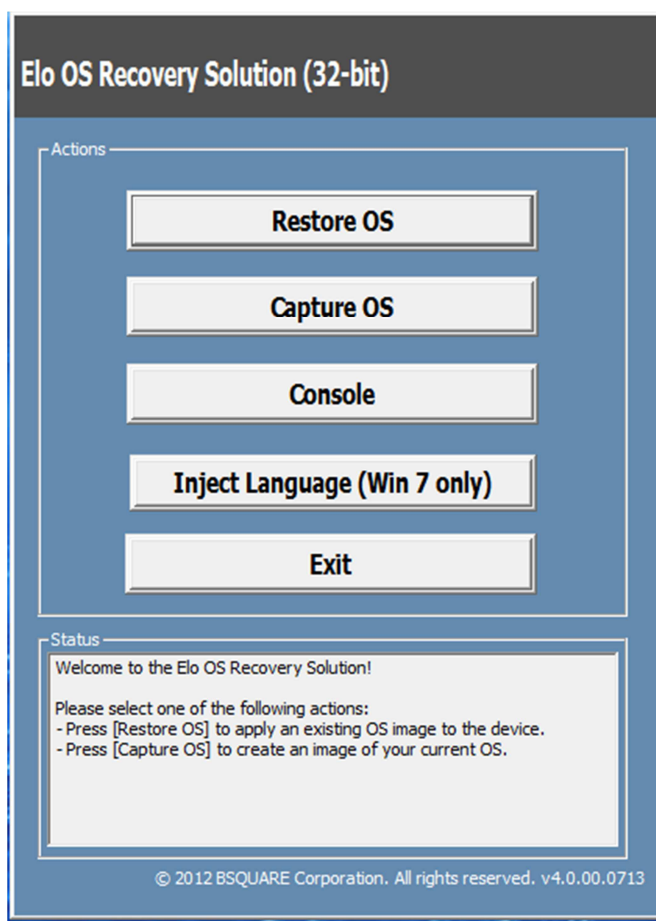 Elo OS Recovery Solution (32-bit)
Actions
Restore OS
Capture OS
Console
Inject Language (Win 7 only)
Exit
Status
Welcome to the Elo OS Recovery Solution!
Please select one of the following actions:
- Press [Restore OS] to apply an existing OS image to the device.
- Press [Capture OS] to create an image of your current OS.
© 2012 BSQUARE Corporation. All rights reserved. v4.0.00.0713